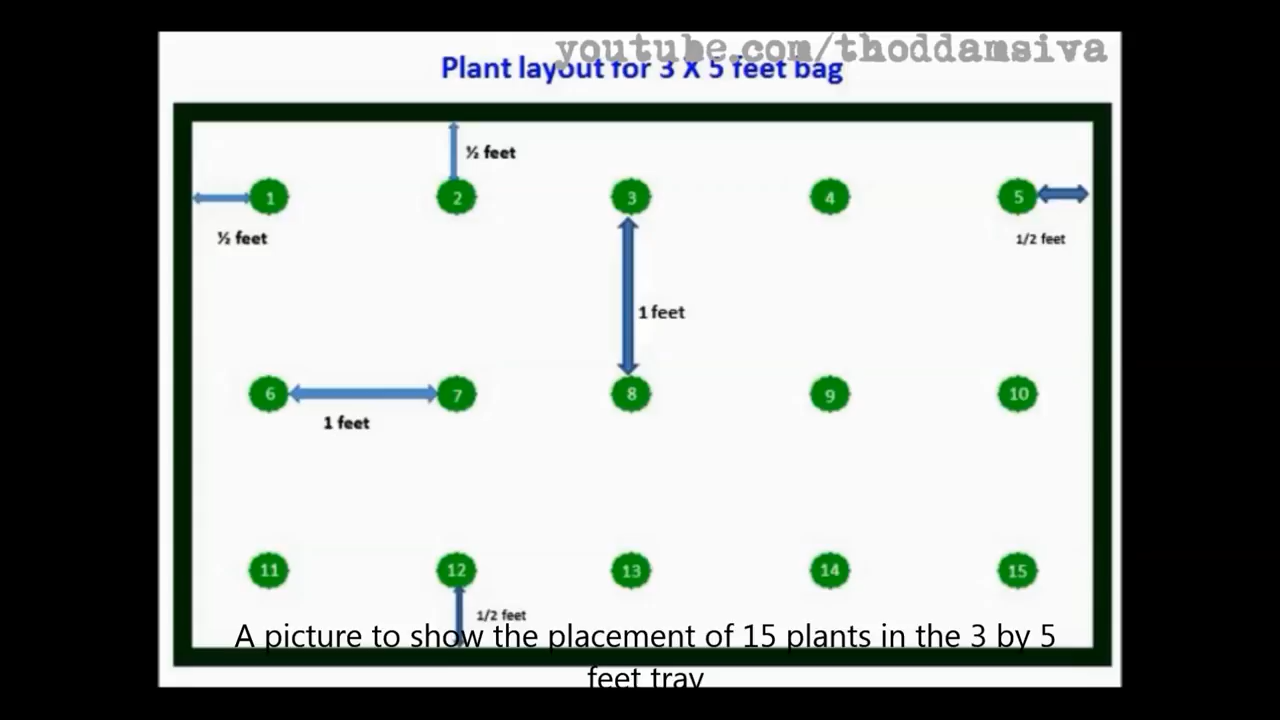 youtube.com/thoddamsiva
Plant layout for 3 X 5 feet bag
½ feet
1 2 3 4 5
½ feet
1/2 feet
1 feet
6 7 8 9 10
1 feet
11 12 13 14 15
1/2 feet
A picture to show the placement of 15 plants in the 3 by 5
feet tray